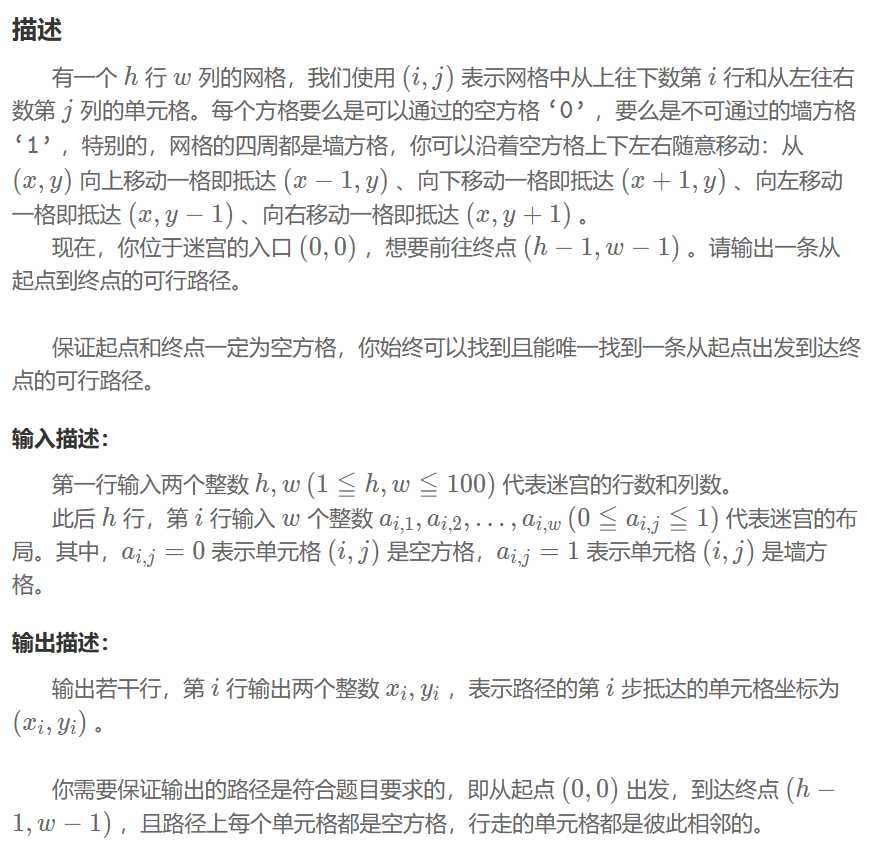 描述
有一个 h 行 w 列的网格，我们使用 (i, j) 表示网格中从上往下数第 i 行和从左往右
数第 j 列的单元格。每个方格要么是可以通过的空方格 ‘0’ ，要么是不可通过的墙方格
‘1’ ，特别的，网格的四周都是墙方格，你可以沿着空方格上下左右随意移动：从
(x, y) 向上移动一格即抵达 (x − 1, y) 、向下移动一格即抵达 (x + 1, y) 、向左移动
一格即抵达 (x, y − 1) 、向右移动一格即抵达 (x, y + 1) 。
现在，你位于迷宫的入口 (0, 0) ，想要前往终点 (h − 1, w − 1) 。请输出一条从
起点到终点的可行路径。
保证起点和终点一定为空方格，你始终可以找到且能唯一找到一条从起点出发到达终
点的可行路径。
输入描述：
第一行输入两个整数 h, w (1 ≦ h, w ≦ 100) 代表迷宫的行数和列数。
此后 h 行，第 i 行输入 w 个整数 a_{i,1}, a_{i,2}, …, a_{i,w} (0 ≦ a_{i,j} ≦ 1) 代表迷宫的布
局。其中，a_{i,j} = 0 表示单元格 (i, j) 是空方格，a_{i,j} = 1 表示单元格 (i, j) 是墙方
格。
输出描述：
输出若干行，第 i 行输出两个整数 x_i, y_i ，表示路径的第 i 步抵达的单元格坐标为
(x_i, y_i) 。
你需要保证输出的路径是符合题目要求的，即从起点 (0, 0) 出发，到达终点 (h −
1, w − 1) ，且路径上每个单元格都是空方格，行走的单元格都是彼此相邻的。